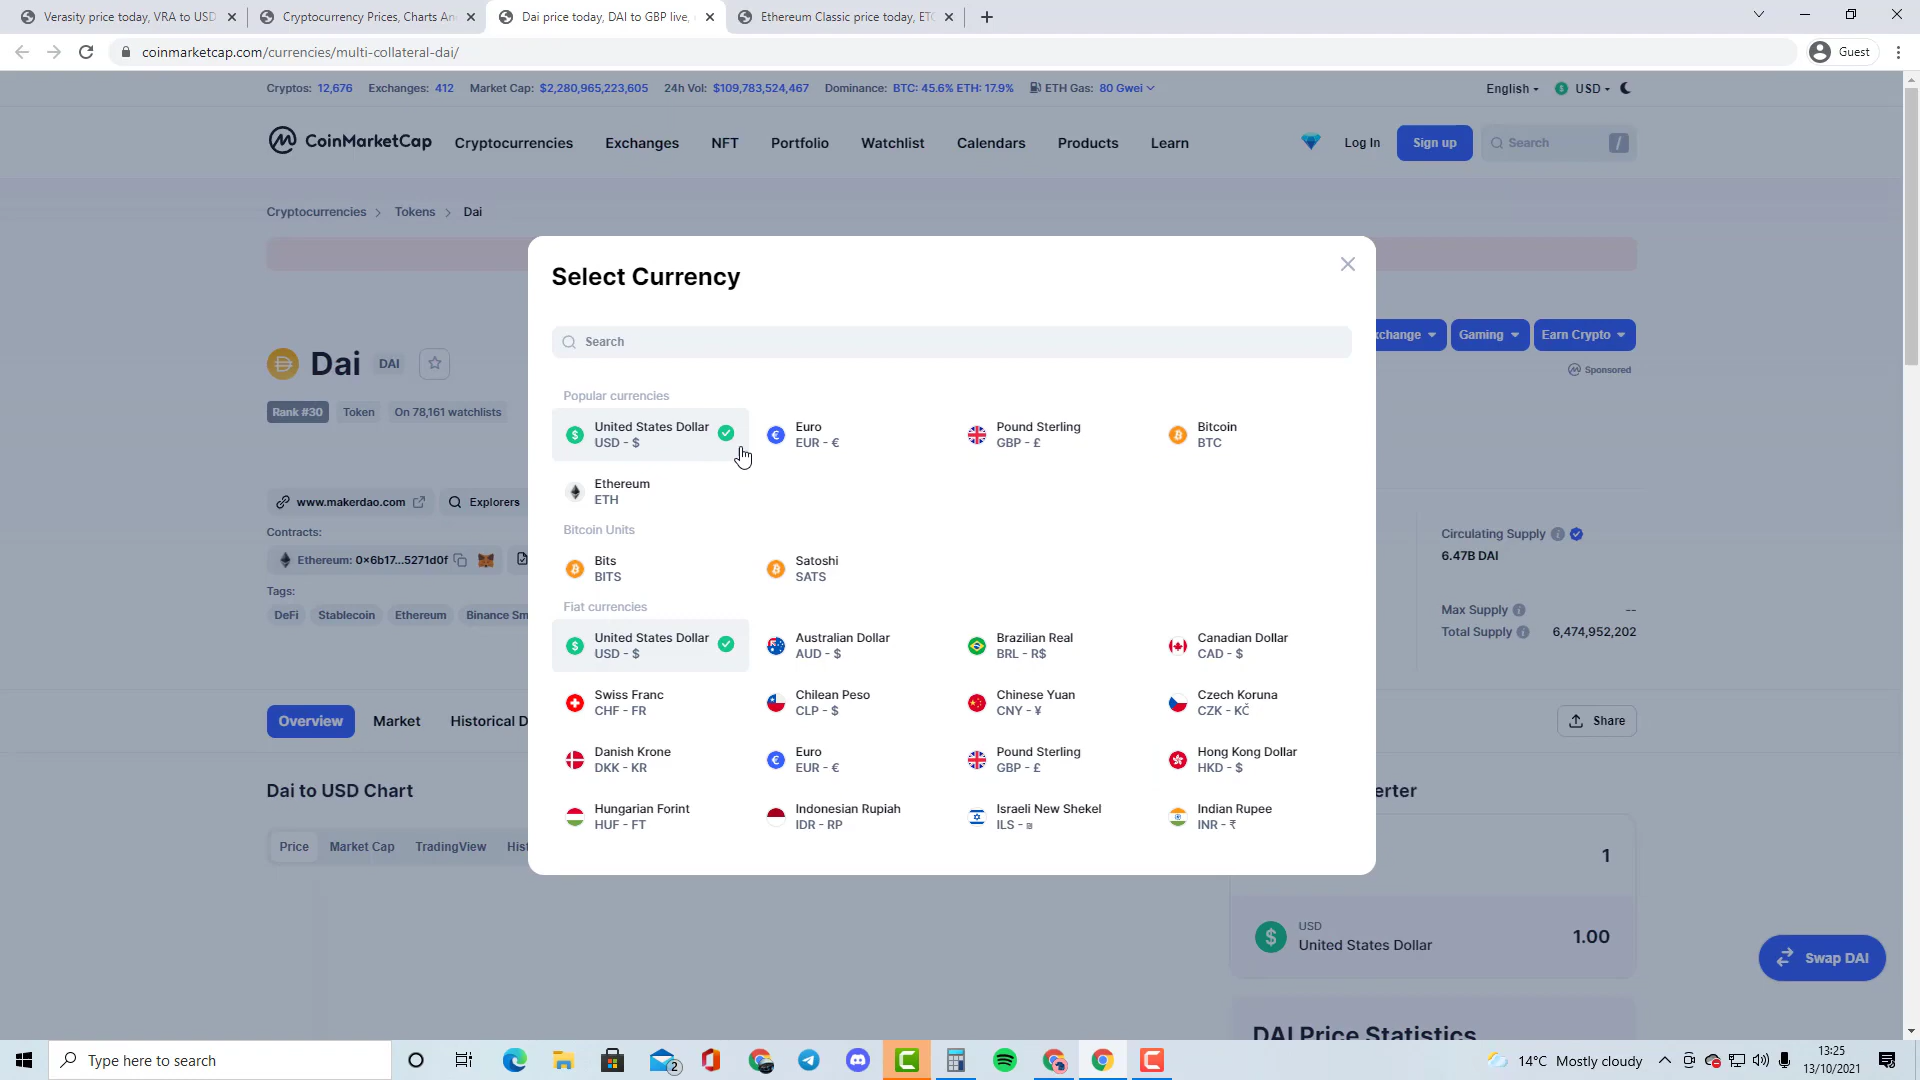 Verasity price today, VRA to USD
Cryptocurrency Prices, Charts An
Dai price today, DAI to GBP live,
Ethereum Classic price today, ETC
coinmarketcap.com/currencies/multi-collateral-dai/
Guest
Cryptos: 12,676 Exchanges: 412 Market Cap: $2,280,965,223,605 24h Vol: $109,783,524,467 Dominance: BTC: 45.6% ETH: 17.9% ETH Gas: 80 Gwei
English USD
CoinMarketCap Cryptocurrencies Exchanges NFT Portfolio Watchlist Calendars Products Learn Log In Sign up Search /
Cryptocurrencies > Tokens > Dai
Select Currency
Search
xchange Gaming Earn Crypto
Sponsored
Dai DAI
Rank #30 Token On 78,161 watchlists
Popular currencies
United States Dollar
USD - $
Euro
EUR - €
Pound Sterling
GBP - £
Bitcoin
BTC
Ethereum
ETH
www.makerdao.com Explorers
Contracts:
Ethereum: 0x6b17...5271d0f
Tags:
DeFi Stablecoin Ethereum Binance Sm
Bitcoin Units
Bits
BITS
Satoshi
SATS
Circulating Supply
6.47B DAI
Max Supply --
Total Supply 6,474,952,202
Fiat currencies
United States Dollar
USD - $
Australian Dollar
AUD - $
Brazilian Real
BRL - R$
Canadian Dollar
CAD - $
Swiss Franc
CHF - FR
Chilean Peso
CLP - $
Chinese Yuan
CNY - ¥
Czech Koruna
CZK - KČ
Danish Krone
DKK - KR
Euro
EUR - €
Pound Sterling
GBP - £
Hong Kong Dollar
HKD - $
Hungarian Forint
HUF - FT
Indonesian Rupiah
IDR - RP
Israeli New Shekel
ILS - ₪
Indian Rupee
INR - ₹
Overview Market Historical D
Share
Dai to USD Chart
erter
Price Market Cap TradingView Hist
1
USD
United States Dollar
1.00
Swap DAI
DAI Price Statistics
Type here to search
2
14°C Mostly cloudy
13:25
13/10/2021